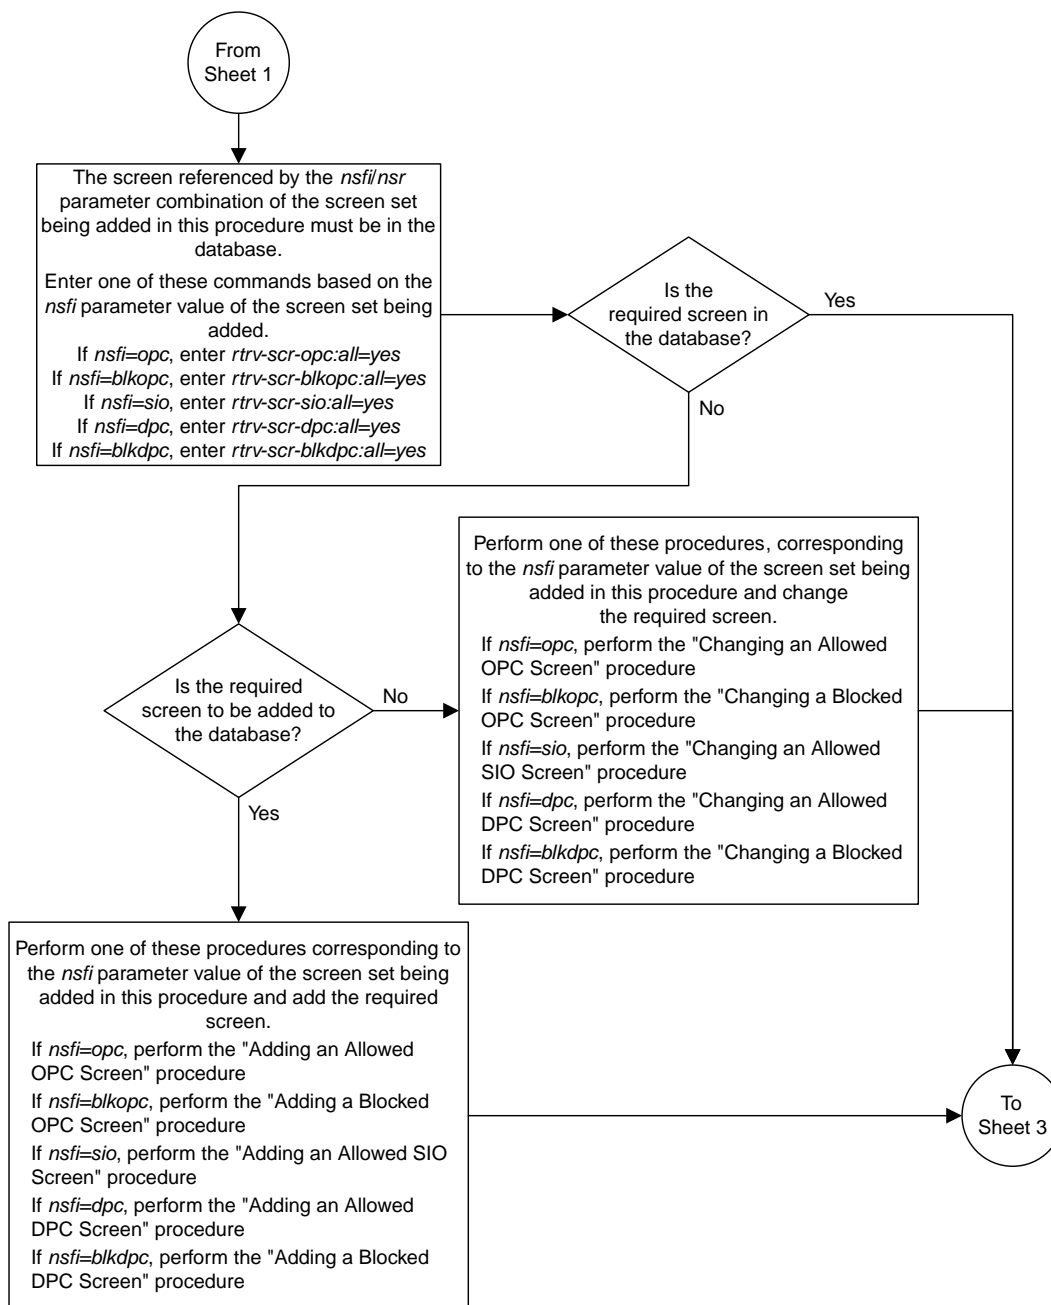 From
Sheet 1
The screen referenced by the nsfi/nsr
parameter combination of the screen set
being added in this procedure must be in the
database.
Enter one of these commands based on the
nsfi parameter value of the screen set being
added.
If nsfi=opc, enter rtrv-scr-opc:all=yes
If nsfi=blkopc, enter rtrv-scr-blkopc:all=yes
If nsfi=sio, enter rtrv-scr-sio:all=yes
If nsfi=dpc, enter rtrv-scr-dpc:all=yes
If nsfi=blkdpc, enter rtrv-scr-blkdpc:all=yes
Is the
required screen in
the database?
Yes
No
Perform one of these procedures, corresponding
to the nsfi parameter value of the screen set being
added in this procedure and change
the required screen.
If nsfi=opc, perform the "Changing an Allowed
OPC Screen" procedure
If nsfi=blkopc, perform the "Changing a Blocked
OPC Screen" procedure
If nsfi=sio, perform the "Changing an Allowed
SIO Screen" procedure
If nsfi=dpc, perform the "Changing an Allowed
DPC Screen" procedure
If nsfi=blkdpc, perform the "Changing a Blocked
DPC Screen" procedure
Is the required
screen to be added to
the database?
No
Yes
Perform one of these procedures corresponding to
the nsfi parameter value of the screen set being
added in this procedure and add the required
screen.
If nsfi=opc, perform the "Adding an Allowed
OPC Screen" procedure
If nsfi=blkopc, perform the "Adding a Blocked
OPC Screen" procedure
If nsfi=sio, perform the "Adding an Allowed SIO
Screen" procedure
If nsfi=dpc, perform the "Adding an Allowed
DPC Screen" procedure
If nsfi=blkdpc, perform the "Adding a Blocked
DPC Screen" procedure
To
Sheet 3